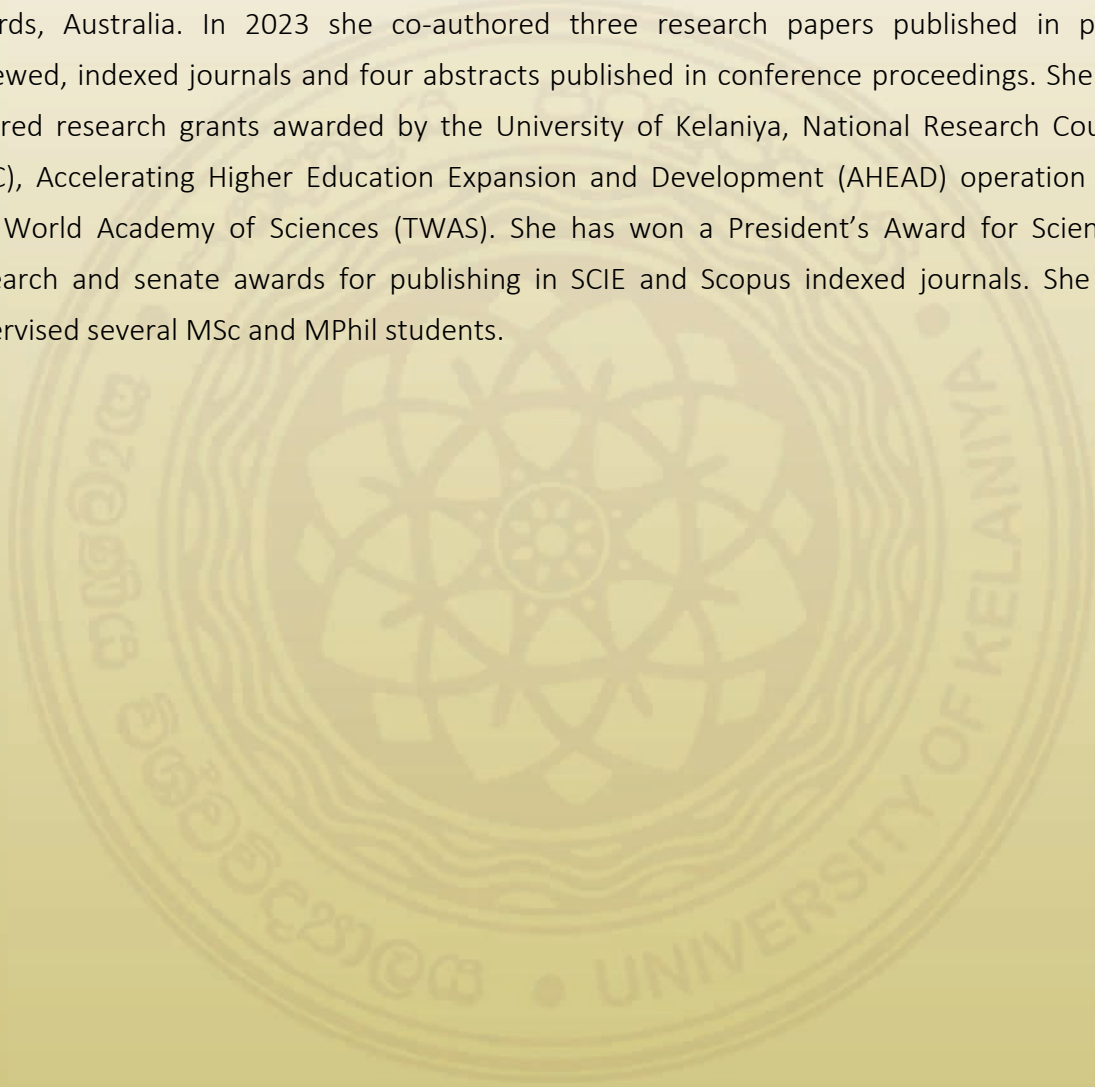 rds, Australia. In 2023 she co-authored three research papers published in p
ewed, indexed journals and four abstracts published in conference proceedings. She
red research grants awarded by the University of Kelaniya, National Research Cou
C), Accelerating Higher Education Expansion and Development (AHEAD) operation
World Academy of Sciences (TWAS). She has won a President’s Award for Scien
earch and senate awards for publishing in SCIE and Scopus indexed journals. She
ervised several MSc and MPhil students.
විශ්වවිද්‍යාලය
UNIVERSITY OF KELANIYA